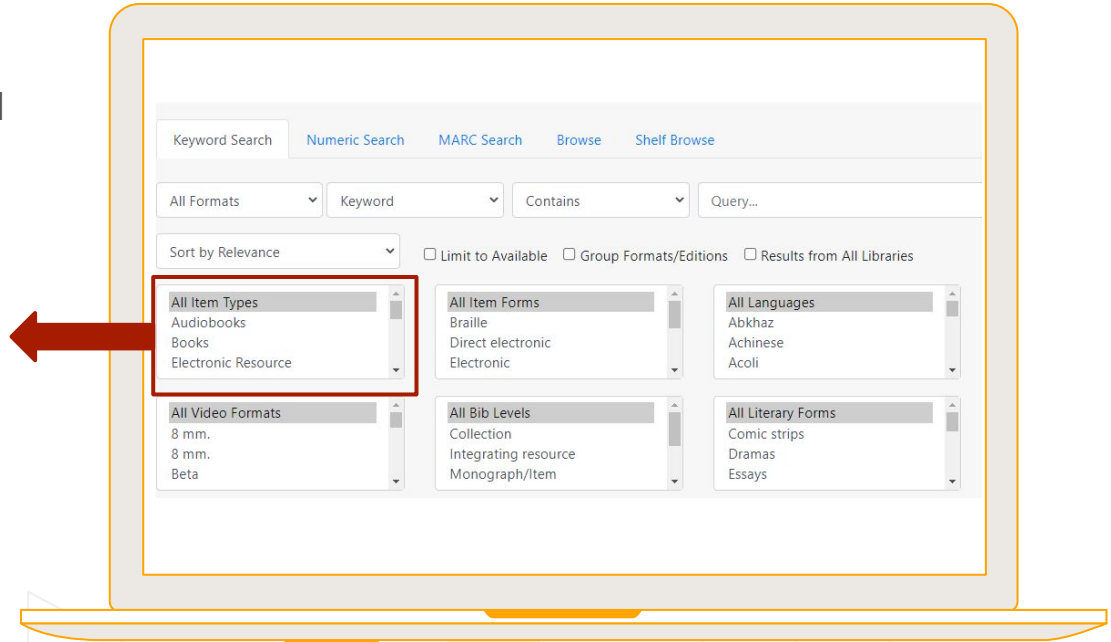 Keyword Search Numeric Search MARC Search Browse Shelf Browse
All Formats Keyword Contains Query...
Sort by Relevance Limit to Available Group Formats/Editions Results from All Libraries
All Item Types
Audiobooks
Books
Electronic Resource
All Item Forms
Braille
Direct electronic
Electronic
All Languages
Abkhaz
Achinese
Acoli
All Video Formats
8 mm.
8 mm.
Beta
All Bib Levels
Collection
Integrating resource
Monograph/Item
All Literary Forms
Comic strips
Dramas
Essays